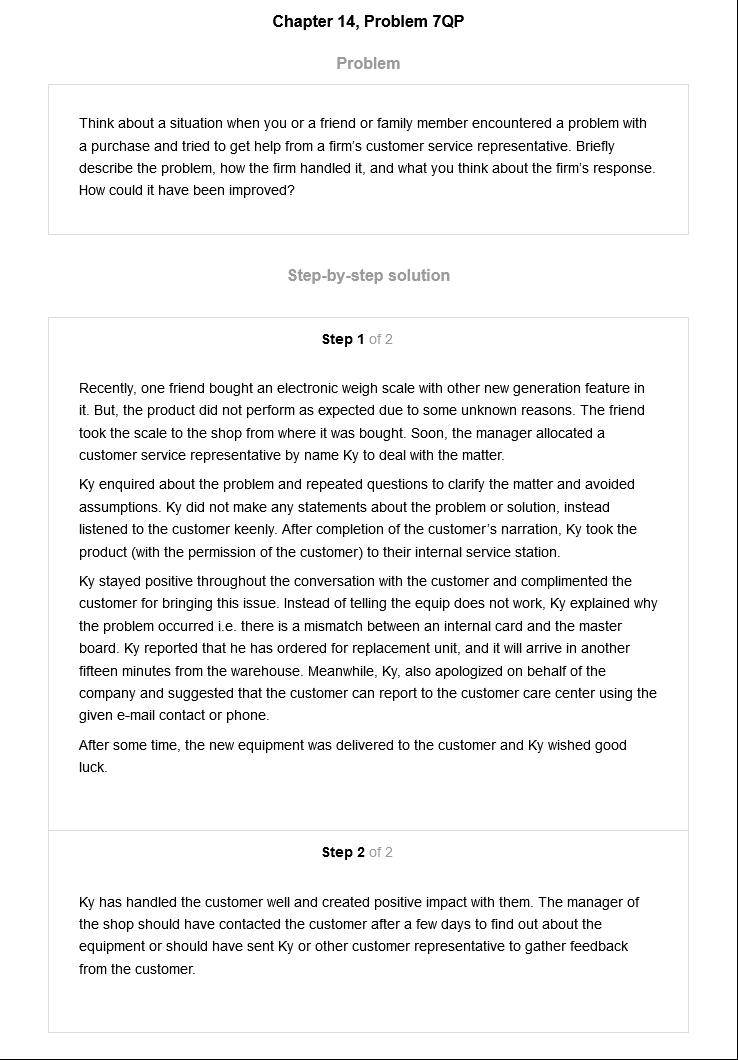 Chapter 14, Problem 7QP
Problem
Think about a situation when you or a friend or family member encountered a problem with
a purchase and tried to get help from a firm's customer service representative. Briefly
describe the problem, how the firm handled it, and what you think about the firm's response.
How could it have been improved?
Step-by-step solution
Step 1 of 2
Recently, one friend bought an electronic weigh scale with other new generation feature in
it. But, the product did not perform as expected due to some unknown reasons. The friend
took the scale to the shop from where it was bought. Soon, the manager allocated a
customer service representative by name Ky to deal with the matter.
Ky enquired about the problem and repeated questions to clarify the matter and avoided
assumptions. Ky did not make any statements about the problem or solution, instead
listened to the customer keenly. After completion of the customer's narration, Ky took the
product (with the permission of the customer) to their internal service station.
Ky stayed positive throughout the conversation with the customer and complimented the
customer for bringing this issue. Instead of telling the equip does not work, Ky explained why
the problem occurred i.e. there is a mismatch between an internal card and the master
board. Ky reported that he has ordered for replacement unit, and it will arrive in another
fifteen minutes from the warehouse. Meanwhile, Ky, also apologized on behalf of the
company and suggested that the customer can report to the customer care center using the
given e-mail contact or phone.
After some time, the new equipment was delivered to the customer and Ky wished good
luck.
Step 2 of 2
Ky has handled the customer well and created positive impact with them. The manager of
the shop should have contacted the customer after a few days to find out about the
equipment or should have sent Ky or other customer representative to gather feedback
from the customer.